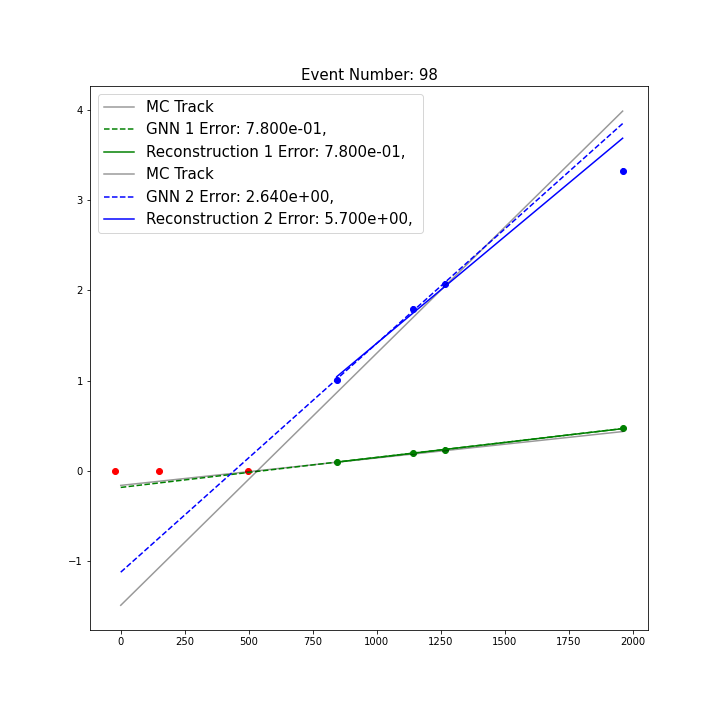 Event Number: 98
MC Track
GNN 1 Error: 7.800e-01,
Reconstruction 1 Error: 7.800e-01,
MC Track
GNN 2 Error: 2.640e+00,
Reconstruction 2 Error: 5.700e+00,
4
3
2
1
0
−1
0 250 500 750 1000 1250 1500 1750 2000